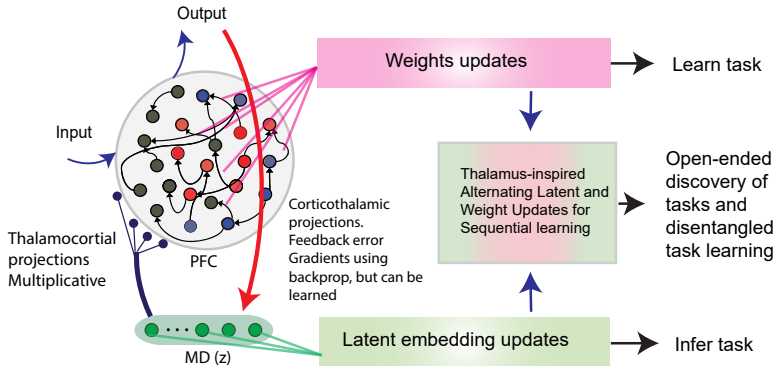 Output
Weights updates
Learn task
Input
Thalamus-inspired
Alternating Latent and
Weight Updates for
Sequential learning
Open-ended
discovery of
tasks and
disentangled
task learning
Corticothalamic
projections.
Feedback error
Gradients using
backprop, but can be
learned
Thalamocortial
projections
Multiplicative
PFC
MD (z)
Latent embedding updates
Infer task